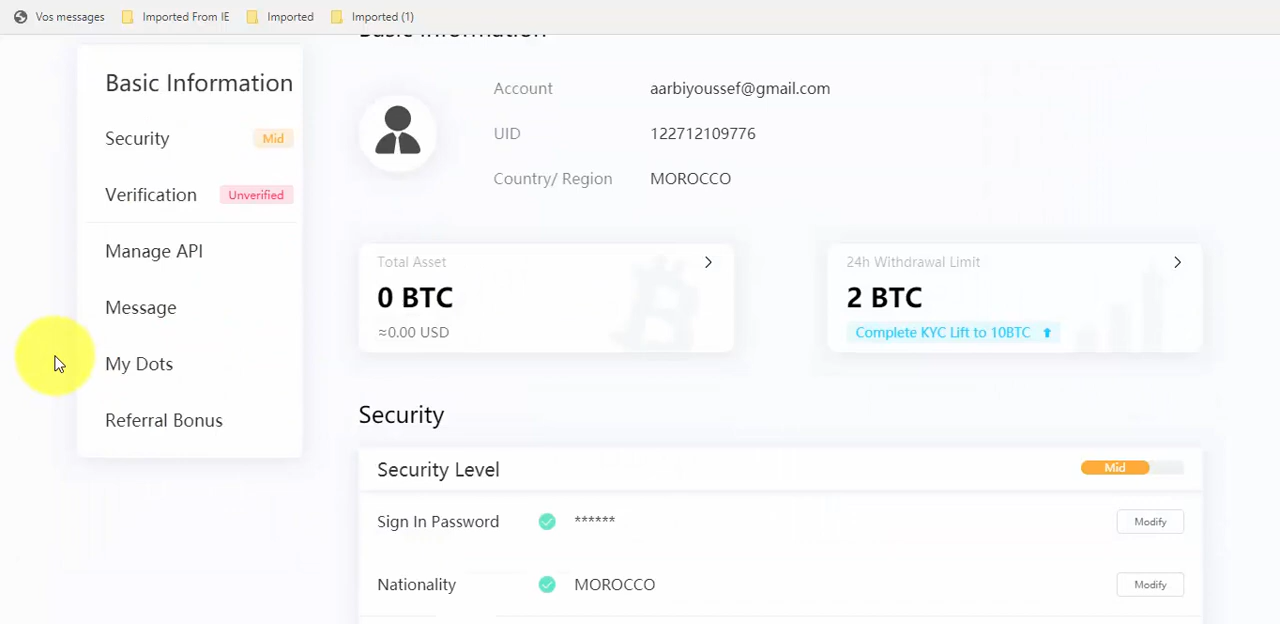 Vos messages Imported From IE Imported Imported (1)
Basic Information
Basic Information
Security Mid
Verification Unverified
Manage API
Message
My Dots
Referral Bonus
Account aarbiyoussef@gmail.com
UID 122712109776
Country/ Region MOROCCO
Total Asset
0 BTC
≈0.00 USD
24h Withdrawal Limit
2 BTC
Complete KYC Lift to 10BTC
Security
Security Level Mid
Sign In Password ****** Modify
Nationality MOROCCO Modify